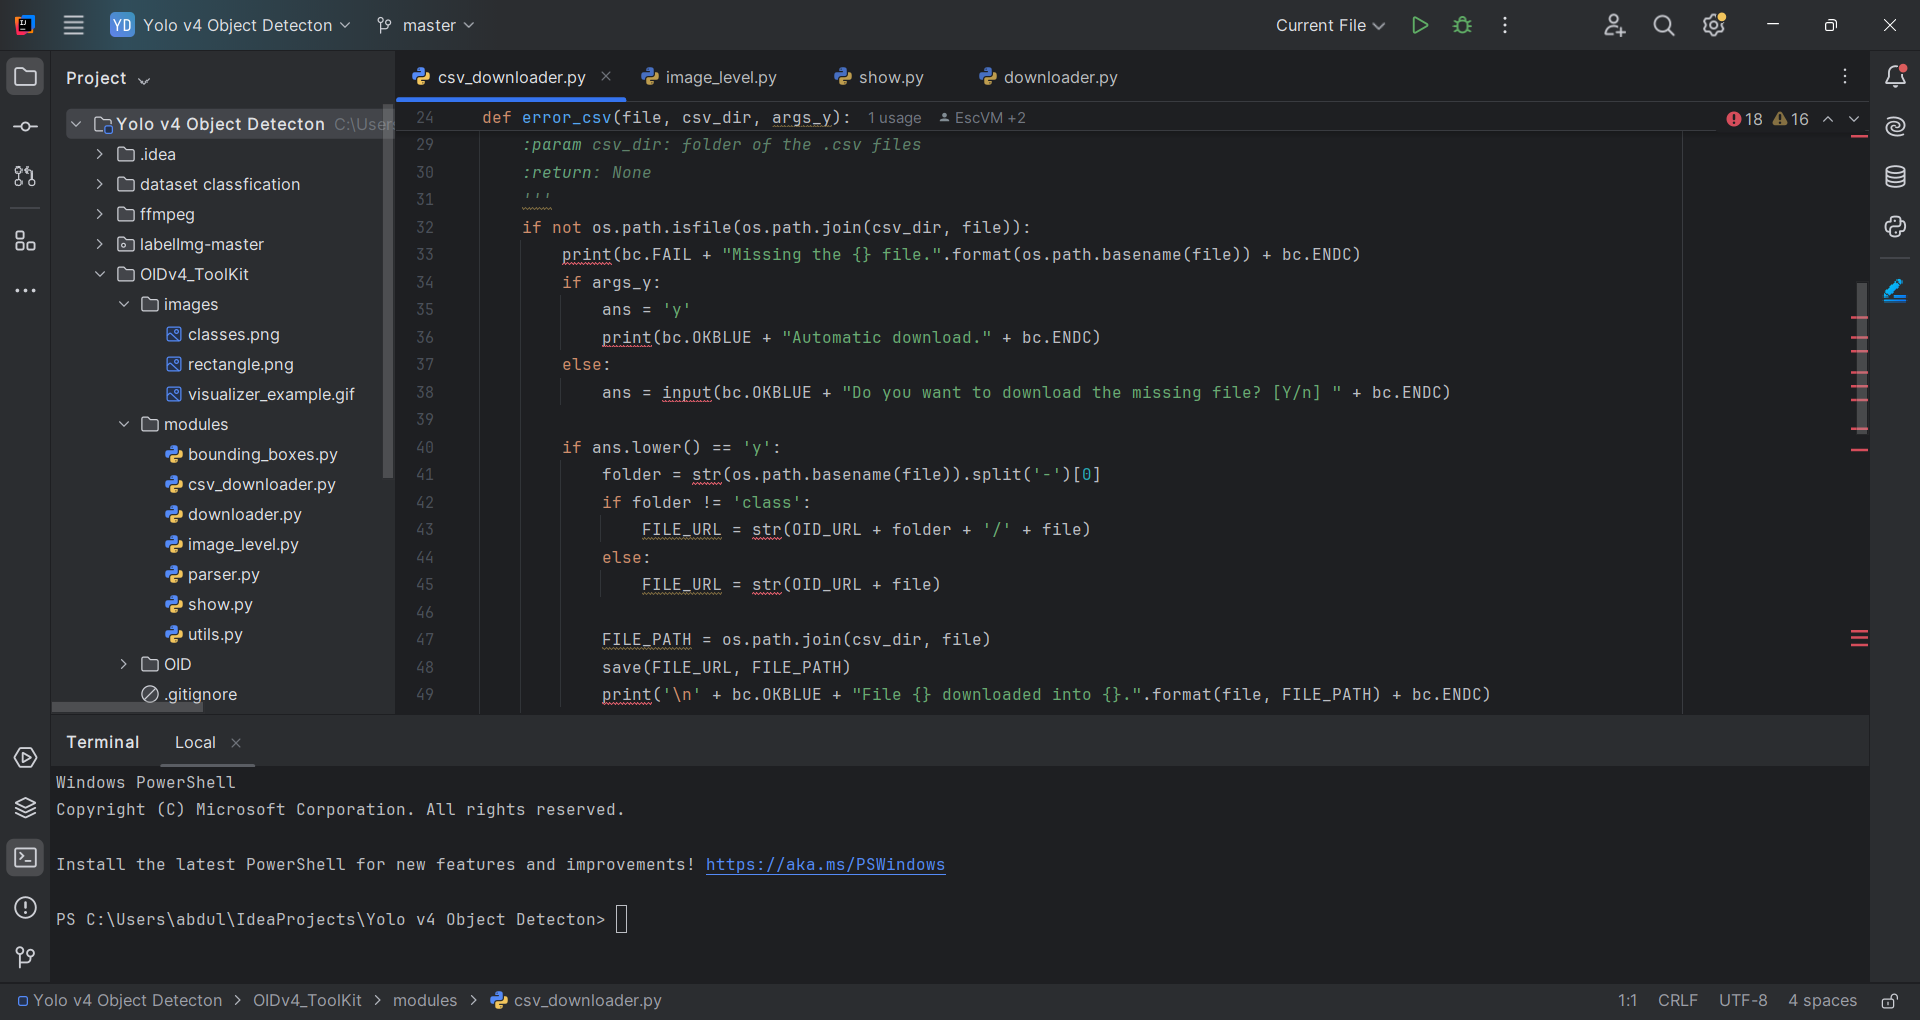 YD Yolo v4 Object Detecton master Current File
Project
csv_downloader.py image_level.py show.py downloader.py
Yolo v4 Object Detecton C:\User
.idea
dataset classfication
ffmpeg
labelImg-master
OIDv4_ToolKit
images
classes.png
rectangle.png
visualizer_example.gif
modules
bounding_boxes.py
csv_downloader.py
downloader.py
image_level.py
parser.py
show.py
utils.py
OID
.gitignore
24 def error_csv(file, csv_dir, args_y): 1 usage EscVM +2 18 16
29 :param csv_dir: folder of the .csv files
30 :return: None
31 '''
32 if not os.path.isfile(os.path.join(csv_dir, file)):
33 print(bc.FAIL + "Missing the {} file.".format(os.path.basename(file)) + bc.ENDC)
34 if args_y:
35 ans = 'y'
36 print(bc.OKBLUE + "Automatic download." + bc.ENDC)
37 else:
38 ans = input(bc.OKBLUE + "Do you want to download the missing file? [Y/n] " + bc.ENDC)
39
40 if ans.lower() == 'y':
41 folder = str(os.path.basename(file)).split('-')[0]
42 if folder != 'class':
43 FILE_URL = str(OID_URL + folder + '/' + file)
44 else:
45 FILE_URL = str(OID_URL + file)
46
47 FILE_PATH = os.path.join(csv_dir, file)
48 save(FILE_URL, FILE_PATH)
49 print('\n' + bc.OKBLUE + "File {} downloaded into {}.".format(file, FILE_PATH) + bc.ENDC)
Terminal Local
Windows PowerShell
Copyright (C) Microsoft Corporation. All rights reserved.
Install the latest PowerShell for new features and improvements! https://aka.ms/PSWindows
PS C:\Users\abdul\IdeaProjects\Yolo v4 Object Detecton>
Yolo v4 Object Detecton > OIDv4_ToolKit > modules > csv_downloader.py 1:1 CRLF UTF-8 4 spaces